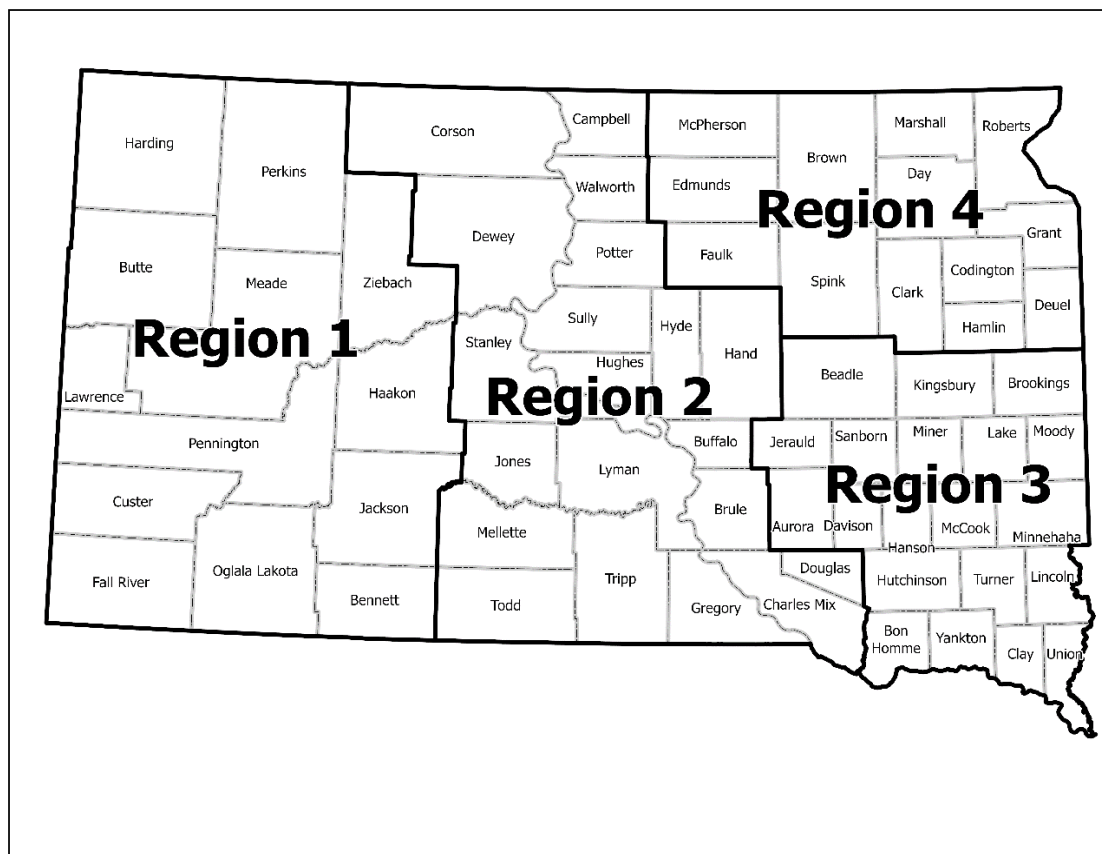 Harding
Perkins
Corson
Campbell
McPherson
Brown
Marshall
Roberts
Walworth
Edmunds
Day
Region 4
Dewey
Butte
Meade
Ziebach
Potter
Faulk
Spink
Clark
Codington
Grant
Deuel
Hamlin
Region 1
Sully
Hyde
Hand
Stanley
Hughes
Region 2
Lawrence
Haakon
Beadle
Kingsbury
Brookings
Pennington
Jones
Lyman
Buffalo
Jerauld
Sanborn
Miner
Lake
Moody
Region 3
Custer
Jackson
Mellette
Brule
Aurora
Davison
Hanson
McCook
Minnehaha
Fall River
Oglala Lakota
Bennett
Todd
Tripp
Gregory
Charles Mix
Douglas
Hutchinson
Turner
Lincoln
Bon
Homme
Yankton
Clay
Union